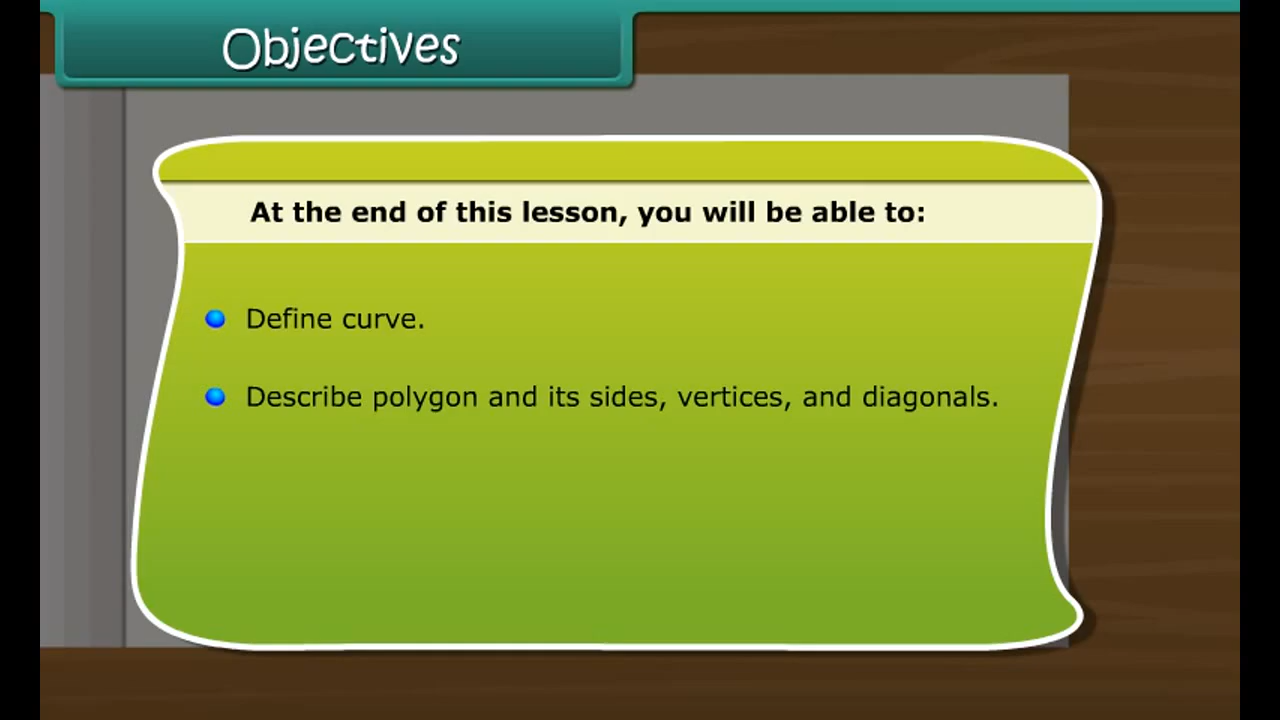 Objectives
At the end of this lesson, you will be able to:
Define curve.
Describe polygon and its sides, vertices, and diagonals.